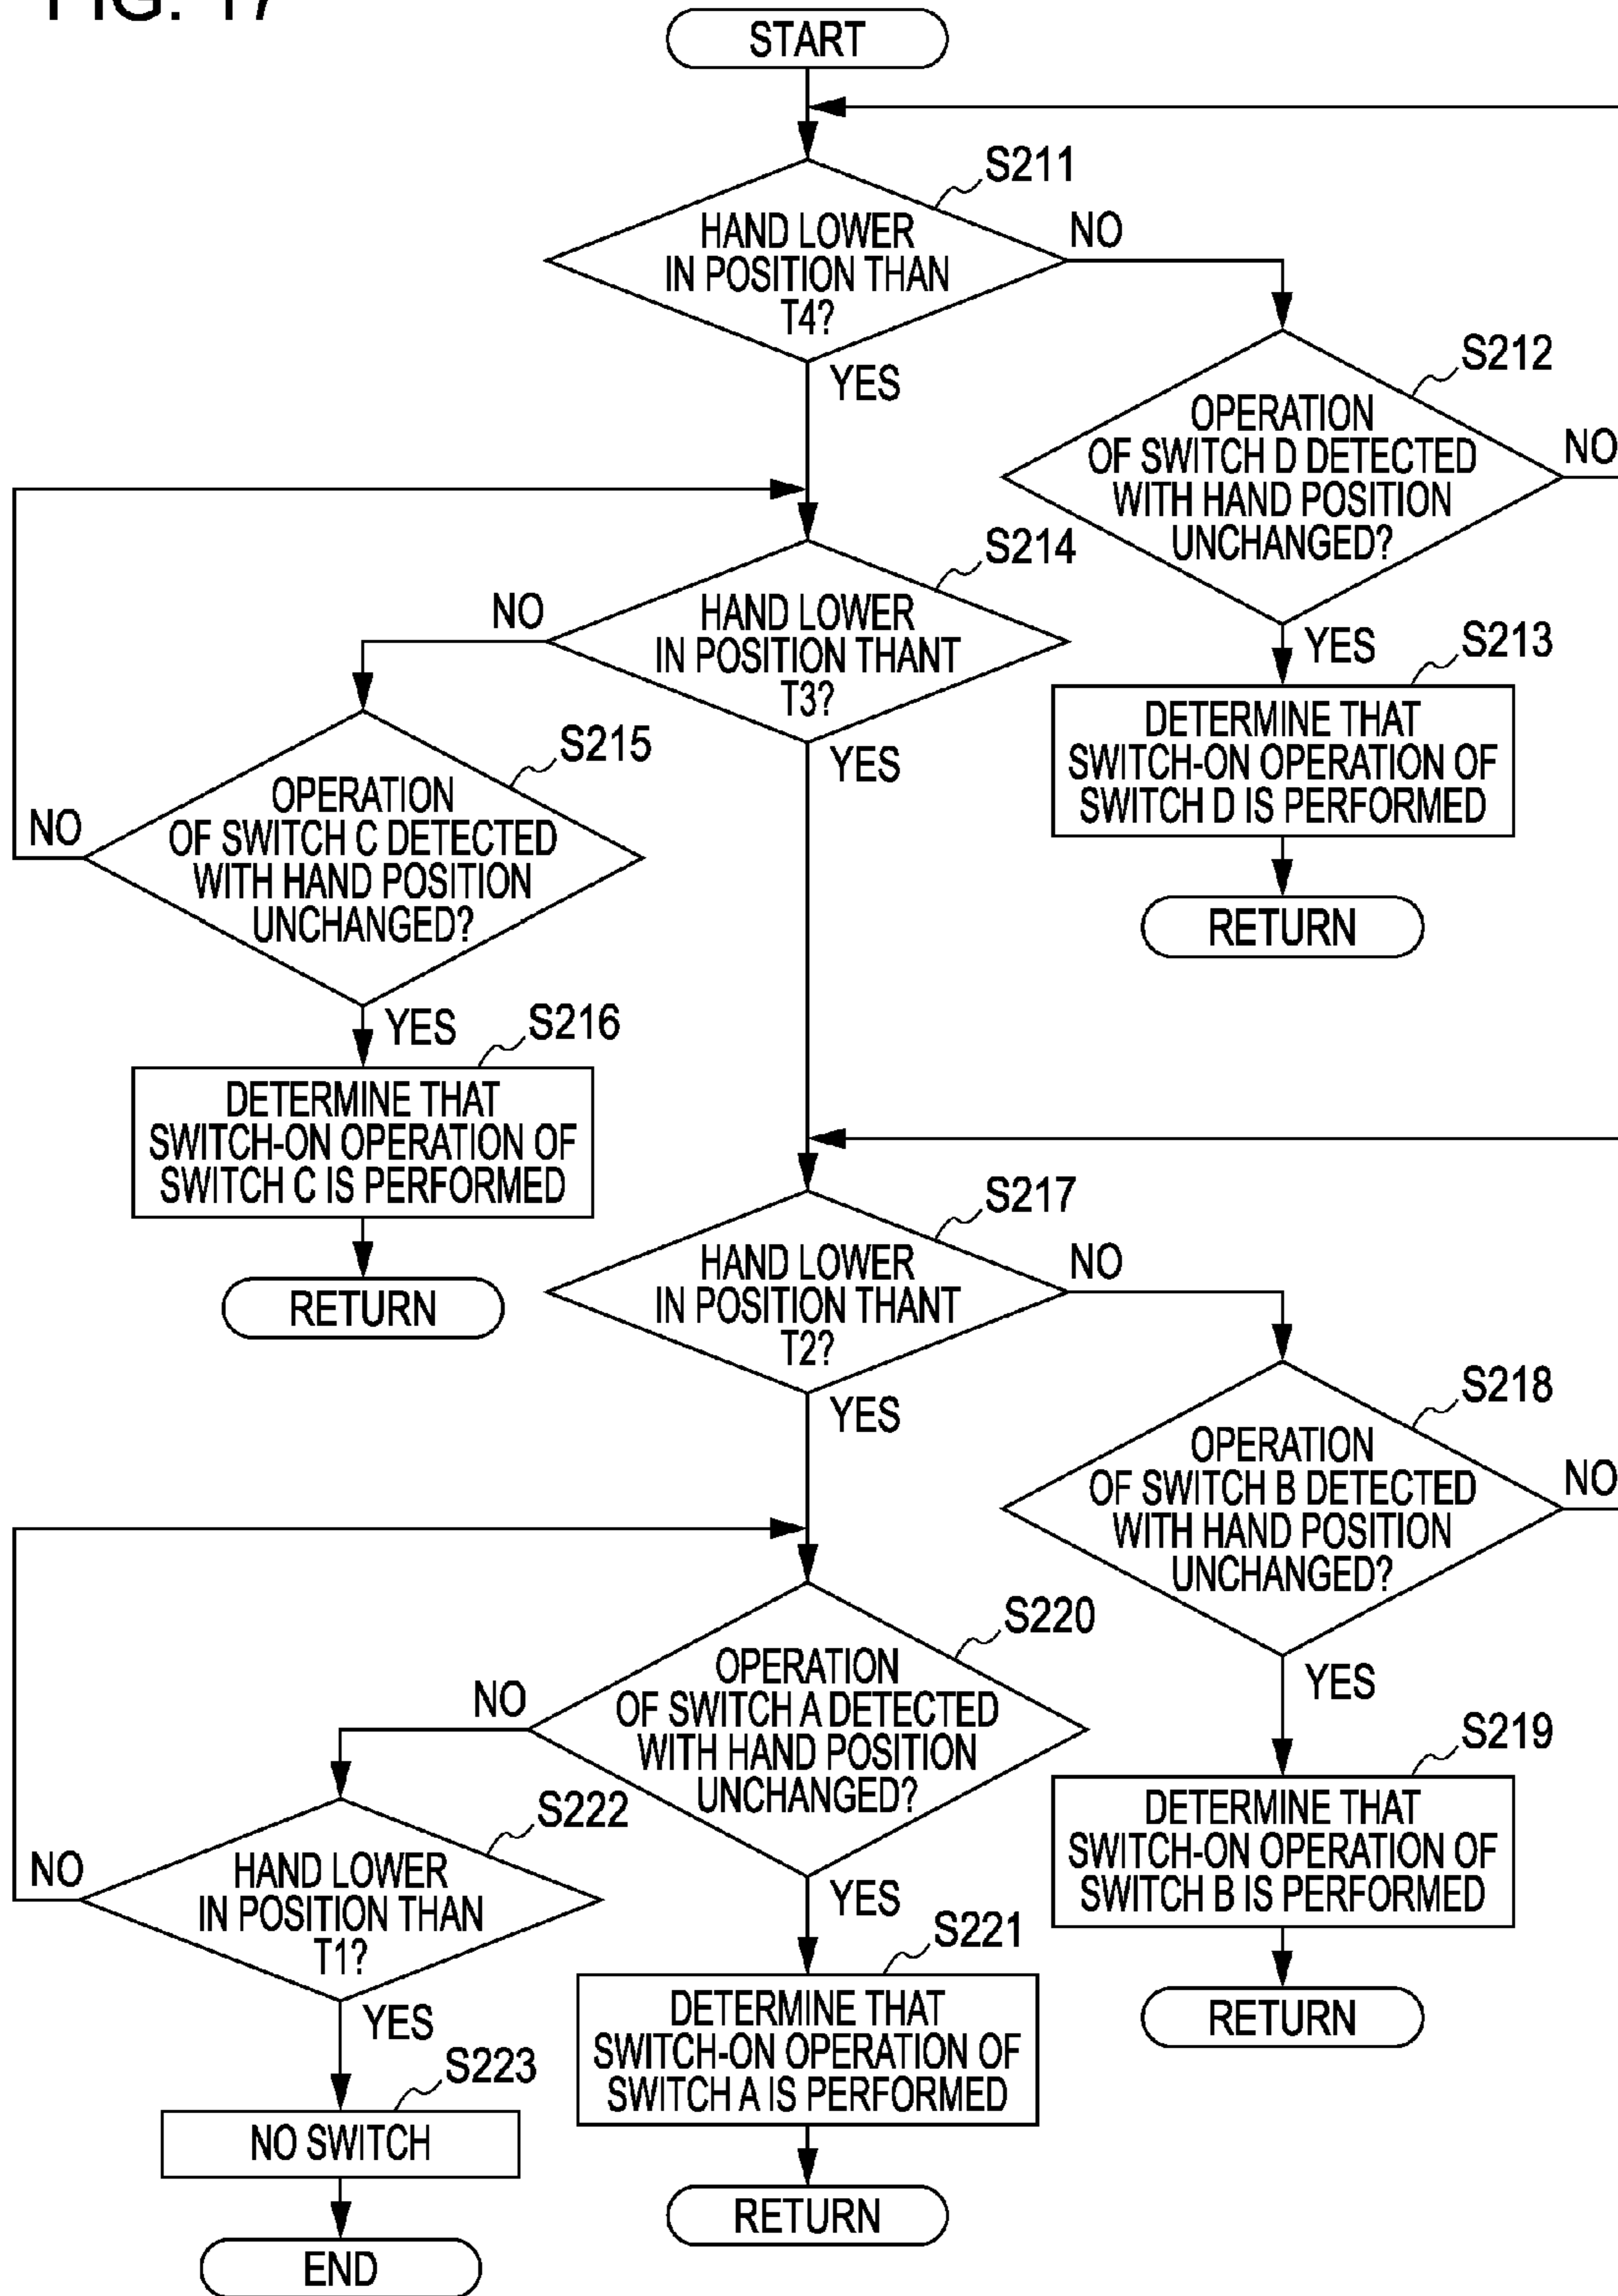 FIG. 17
START
S211
HAND LOWER
IN POSITION THAN
T4?
NO
YES
S212
OPERATION
OF SWITCH D DETECTED
WITH HAND POSITION
UNCHANGED?
NO
YES
S213
DETERMINE THAT
SWITCH-ON OPERATION OF
SWITCH D IS PERFORMED
RETURN
S214
HAND LOWER
IN POSITION THANT
T3?
NO
YES
S215
OPERATION
OF SWITCH C DETECTED
WITH HAND POSITION
UNCHANGED?
NO
YES
S216
DETERMINE THAT
SWITCH-ON OPERATION OF
SWITCH C IS PERFORMED
RETURN
S217
HAND LOWER
IN POSITION THANT
T2?
NO
YES
S218
OPERATION
OF SWITCH B DETECTED
WITH HAND POSITION
UNCHANGED?
NO
YES
S219
DETERMINE THAT
SWITCH-ON OPERATION OF
SWITCH B IS PERFORMED
RETURN
S220
OPERATION
OF SWITCH A DETECTED
WITH HAND POSITION
UNCHANGED?
NO
YES
S221
DETERMINE THAT
SWITCH-ON OPERATION OF
SWITCH A IS PERFORMED
RETURN
S222
HAND LOWER
IN POSITION THAN
T1?
NO
YES
S223
NO SWITCH
END